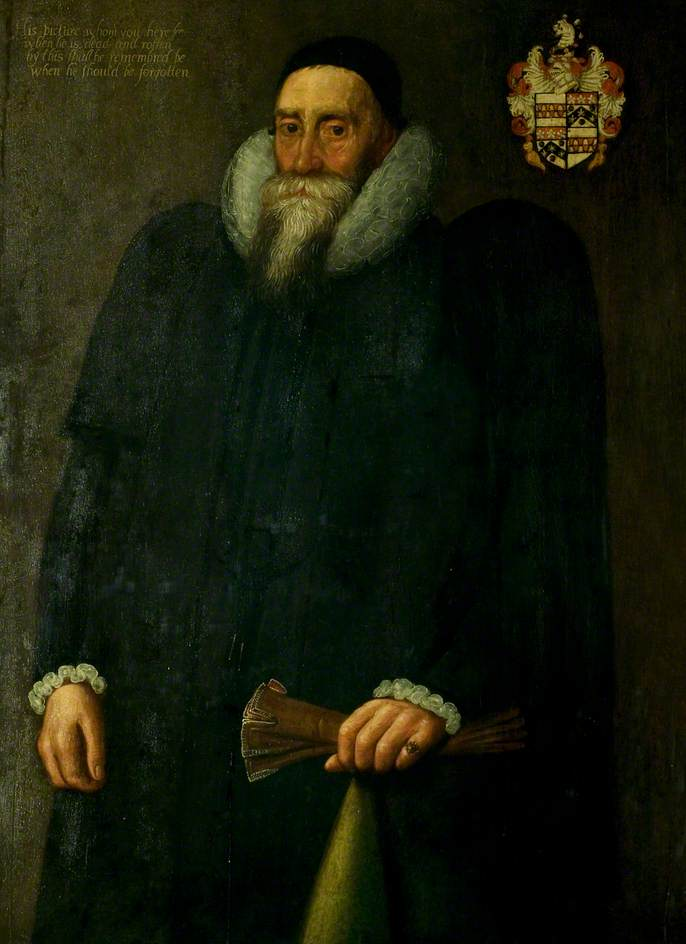 His picture whom you here se
when he is dead and rotten
by this shall he remembred be
when he should be forgotten